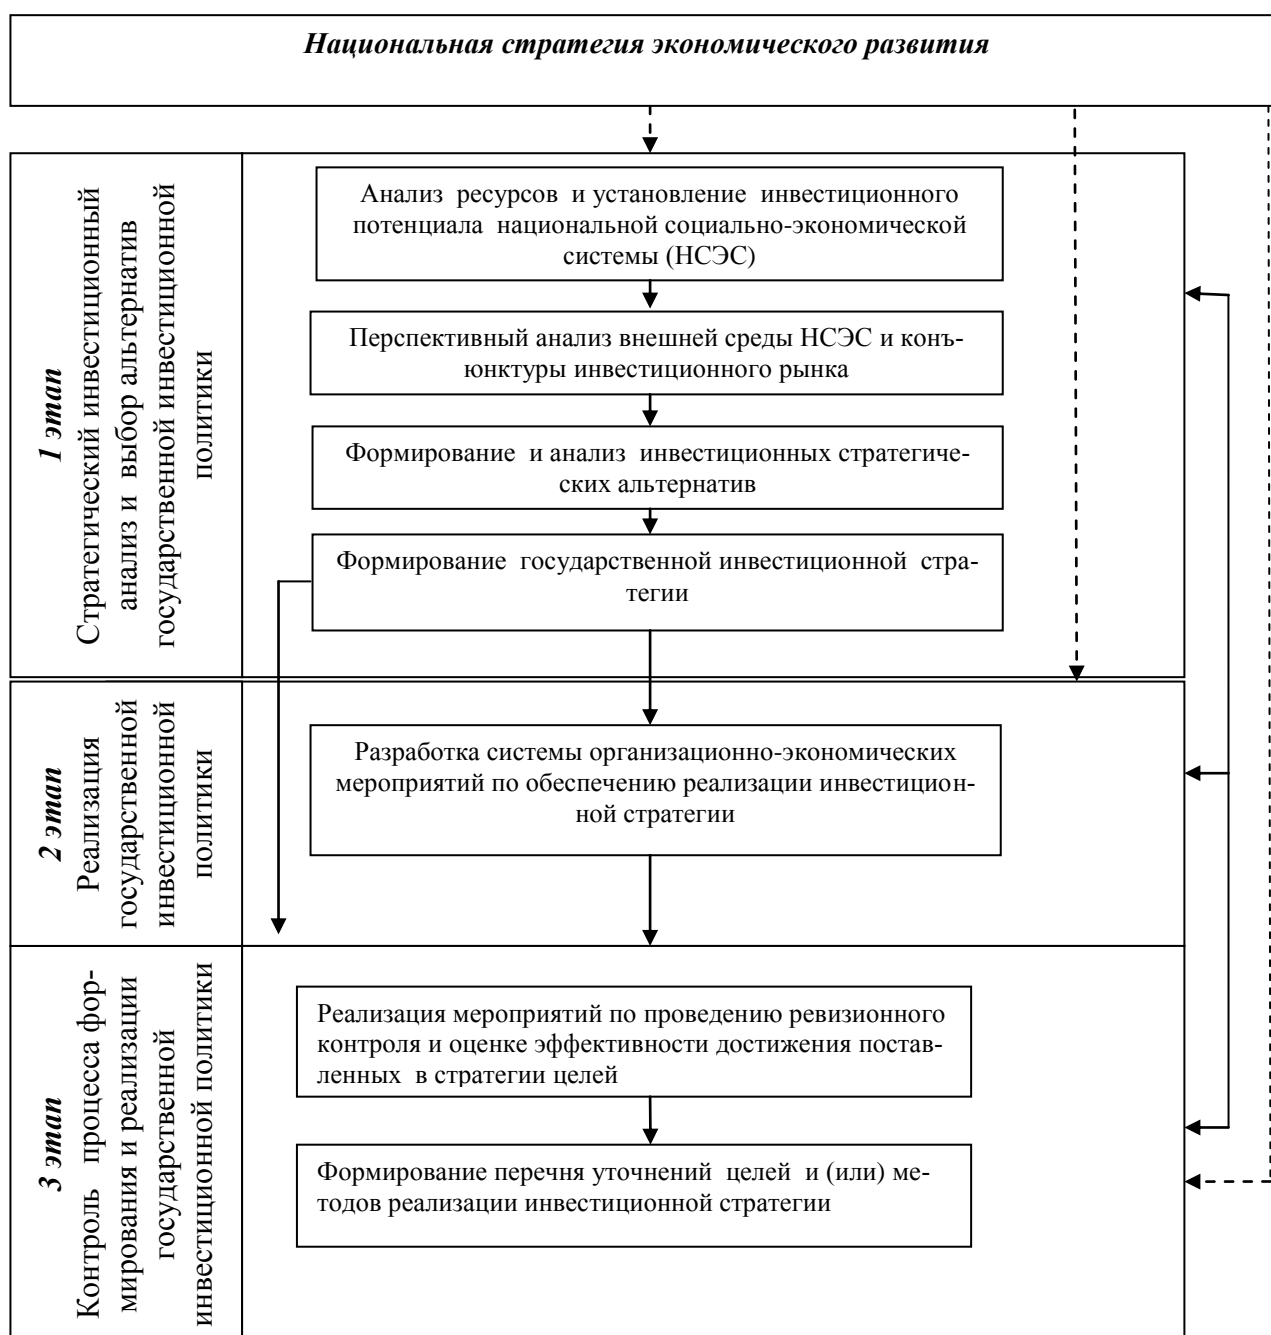 Национальная стратегия экономического развития
1 этап
Стратегический инвестиционный
анализ и выбор альтернатив
государственной инвестиционной
политики
Анализ ресурсов и установление инвестиционного
потенциала национальной социально-экономической
системы (НСЭС)
Перспективный анализ внешней среды НСЭС и конъ-
юнктуры инвестиционного рынка
Формирование и анализ инвестиционных стратегиче-
ских альтернатив
Формирование государственной инвестиционной стра-
тегии
2 этап
Реализация
государственной
инвестиционной
политики
Разработка системы организационно-экономических
мероприятий по обеспечению реализации инвестицион-
ной стратегии
3 этап
Контроль процесса фор-
мирования и реализации
государственной
инвестиционной политики
Реализация мероприятий по проведению ревизионного
контроля и оценке эффективности достижения постав-
ленных в стратегии целей
Формирование перечня уточнений целей и (или) ме-
тодов реализации инвестиционной стратегии